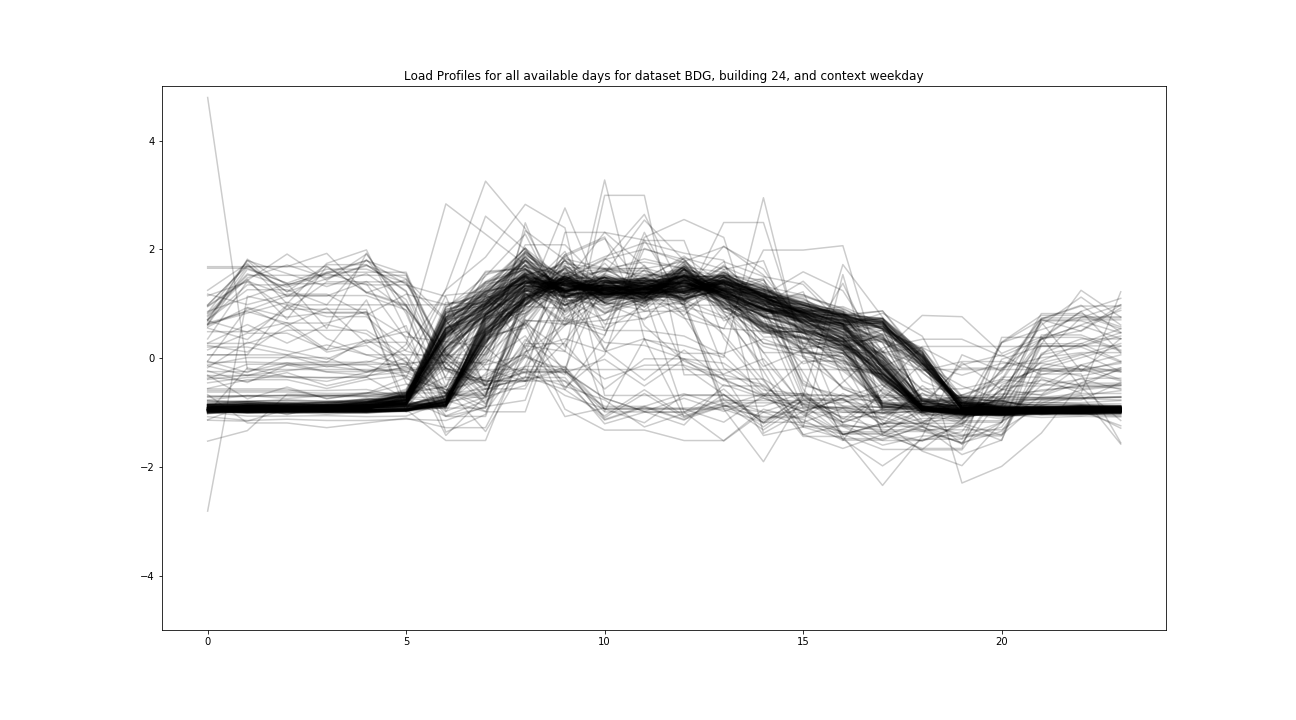 Load Profiles for all available days for dataset BDG, building 24, and context weekday
4
2
0
−2
−4
0 5 10 15 20